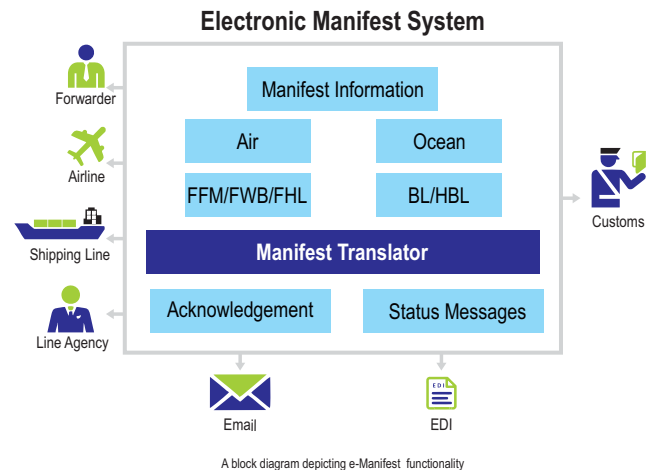 Electronic Manifest System
Forwarder
Manifest Information
Air
Ocean
Airline
FFM/FWB/FHL
BL/HBL
Customs
Shipping Line
Manifest Translator
Line Agency
Acknowledgement
Status Messages
Email
EDI
EDI
A block diagram depicting e-Manifest functionality